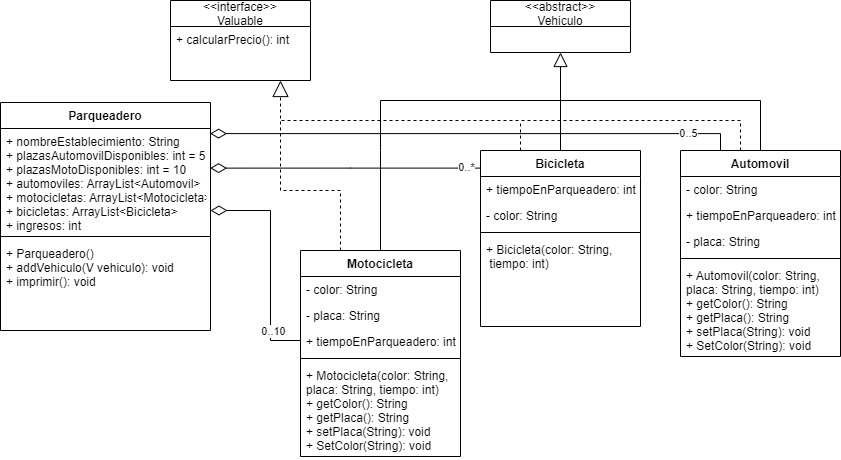 <<interface>>
Valuable
+ calcularPrecio(): int
<<abstract>>
Vehiculo
Parqueadero
+ nombreEstablecimiento: String
+ plazasAutomovilDisponibles: int = 5
+ plazasMotoDisponibles: int = 10
+ automoviles: ArrayList<Automovil>
+ motocicletas: ArrayList<Motocicleta>
+ bicicletas: ArrayList<Bicicleta>
+ ingresos: int
+ Parqueadero()
+ addVehiculo(V vehiculo): void
+ imprimir(): void
0..5
0..*
0..10
Bicicleta
+ tiempoEnParqueadero: int
- color: String
+ Bicicleta(color: String,
tiempo: int)
Automovil
- color: String
+ tiempoEnParqueadero: int
- placa: String
+ Automovil(color: String,
placa: String, tiempo: int)
+ getColor(): String
+ getPlaca(): String
+ setPlaca(String): void
+ SetColor(String): void
Motocicleta
- color: String
- placa: String
+ tiempoEnParqueadero: int
+ Motocicleta(color: String,
placa: String, tiempo: int)
+ getColor(): String
+ getPlaca(): String
+ setPlaca(String): void
+ SetColor(String): void